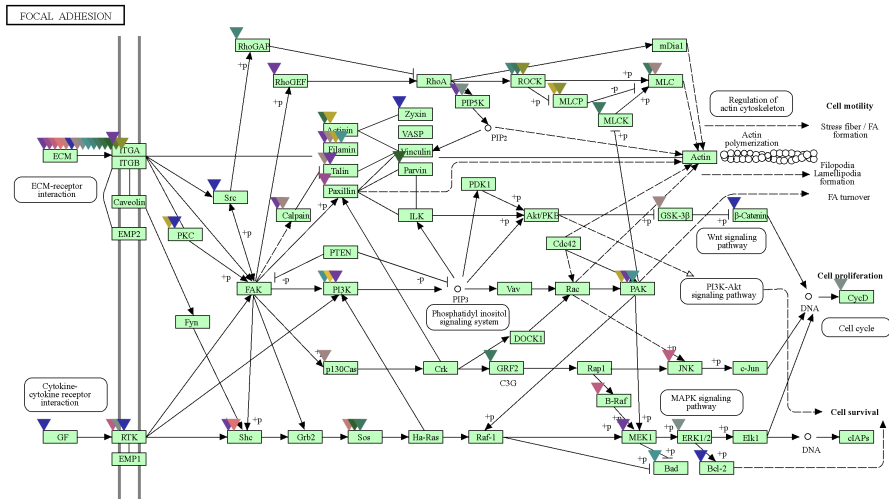 FOCAL ADHESION
RhoGAP
mDia1
+p
RhoGEF
RhoA
ROCK
+p
MLC
+p
+p
-p
PIP5K
MLCP
Regulation of
actin cytoskeleton
Cell motility
+p
MLCK
Actinin
Zyxin
Filamin
VASP
PIP2
Stress fiber / FA
formation
Actin
polymerization
ECM
ITGA
ITGB
Talin
Vinculin
Parvin
Actin
Filopodia
Lamellipodia
formation
ECM-receptor
interaction
Paxillin
PDK1
FA turnover
Src
+p
+p
+p
Caveolin
Calpain
ILK
Akt/PKB
+p
GSK-3β
+p
β-Catenin
PKC
EMP2
Wnt signaling
pathway
Cdc42
+p
PTEN
-p
-p
+p
Cell proliferation
FAK
+p
PI3K
PIP3
Vav
Rac
PAK
PI3K-Akt
signaling pathway
DNA
CycD
Phosphatidyl inositol
signaling system
Fyn
DOCK1
Cell cycle
+p
p130Cas
Crk
GRF2
C3G
Rap1
JNK
+p
c-Jun
Cytokine-
cytokine receptor
interaction
+p
B-Raf
MAPK signaling
pathway
Cell survival
+p
+p
+p
GF
RTK
Shc
Grb2
Sos
Ha-Ras
Raf-1
+p
MEK1
+p
ERK1/2
+p
Elk1
DNA
cIAPs
EMP1
+p
+p
Bad
Bcl-2